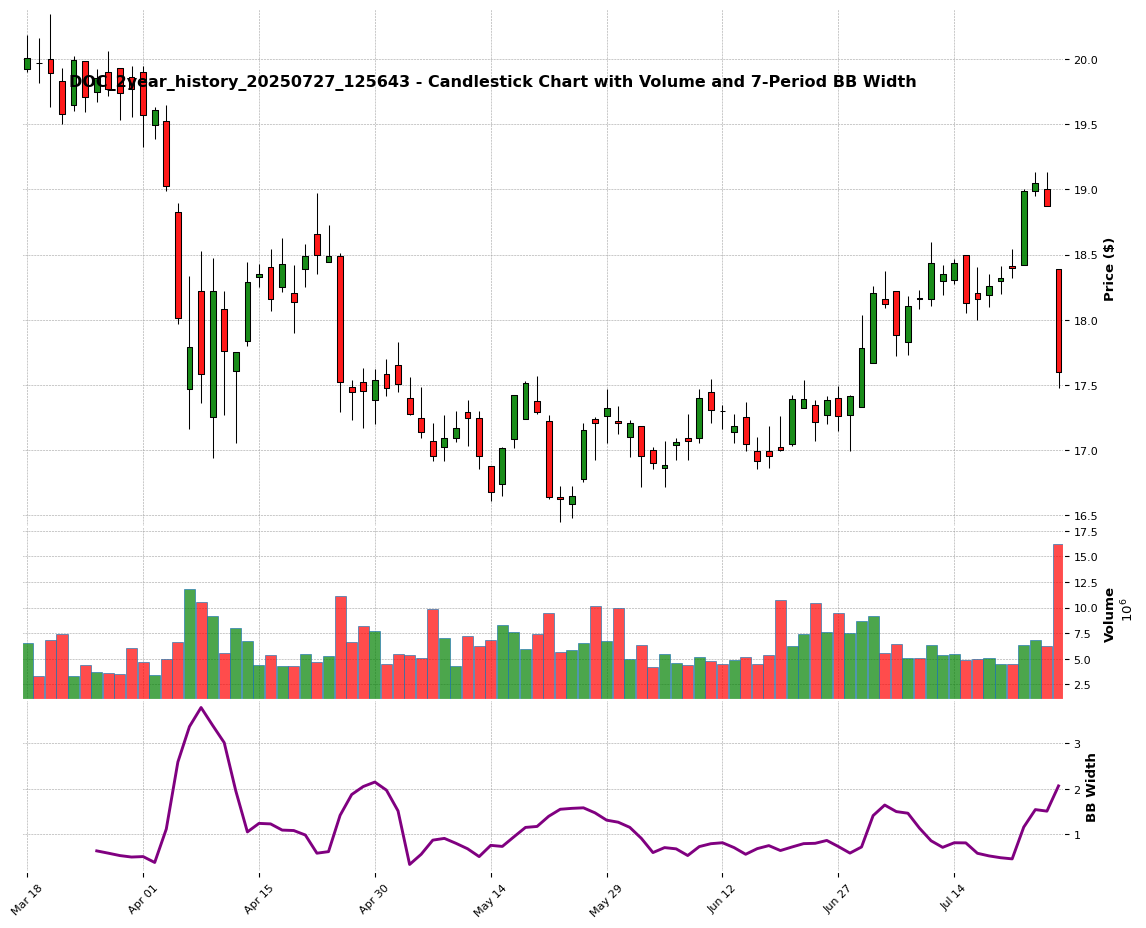 DOC_2year_history_20250727_125643 - Candlestick Chart with Volume and 7-Period BB Width
20.0
19.5
19.0
18.5
18.0
17.5
17.0
16.5
Price ($)
17.5
15.0
12.5
10.0
7.5
5.0
2.5
Volume
10^6
3
2
1
BB Width
Mar 18
Apr 01
Apr 15
Apr 30
May 14
May 29
Jun 12
Jun 27
Jul 14